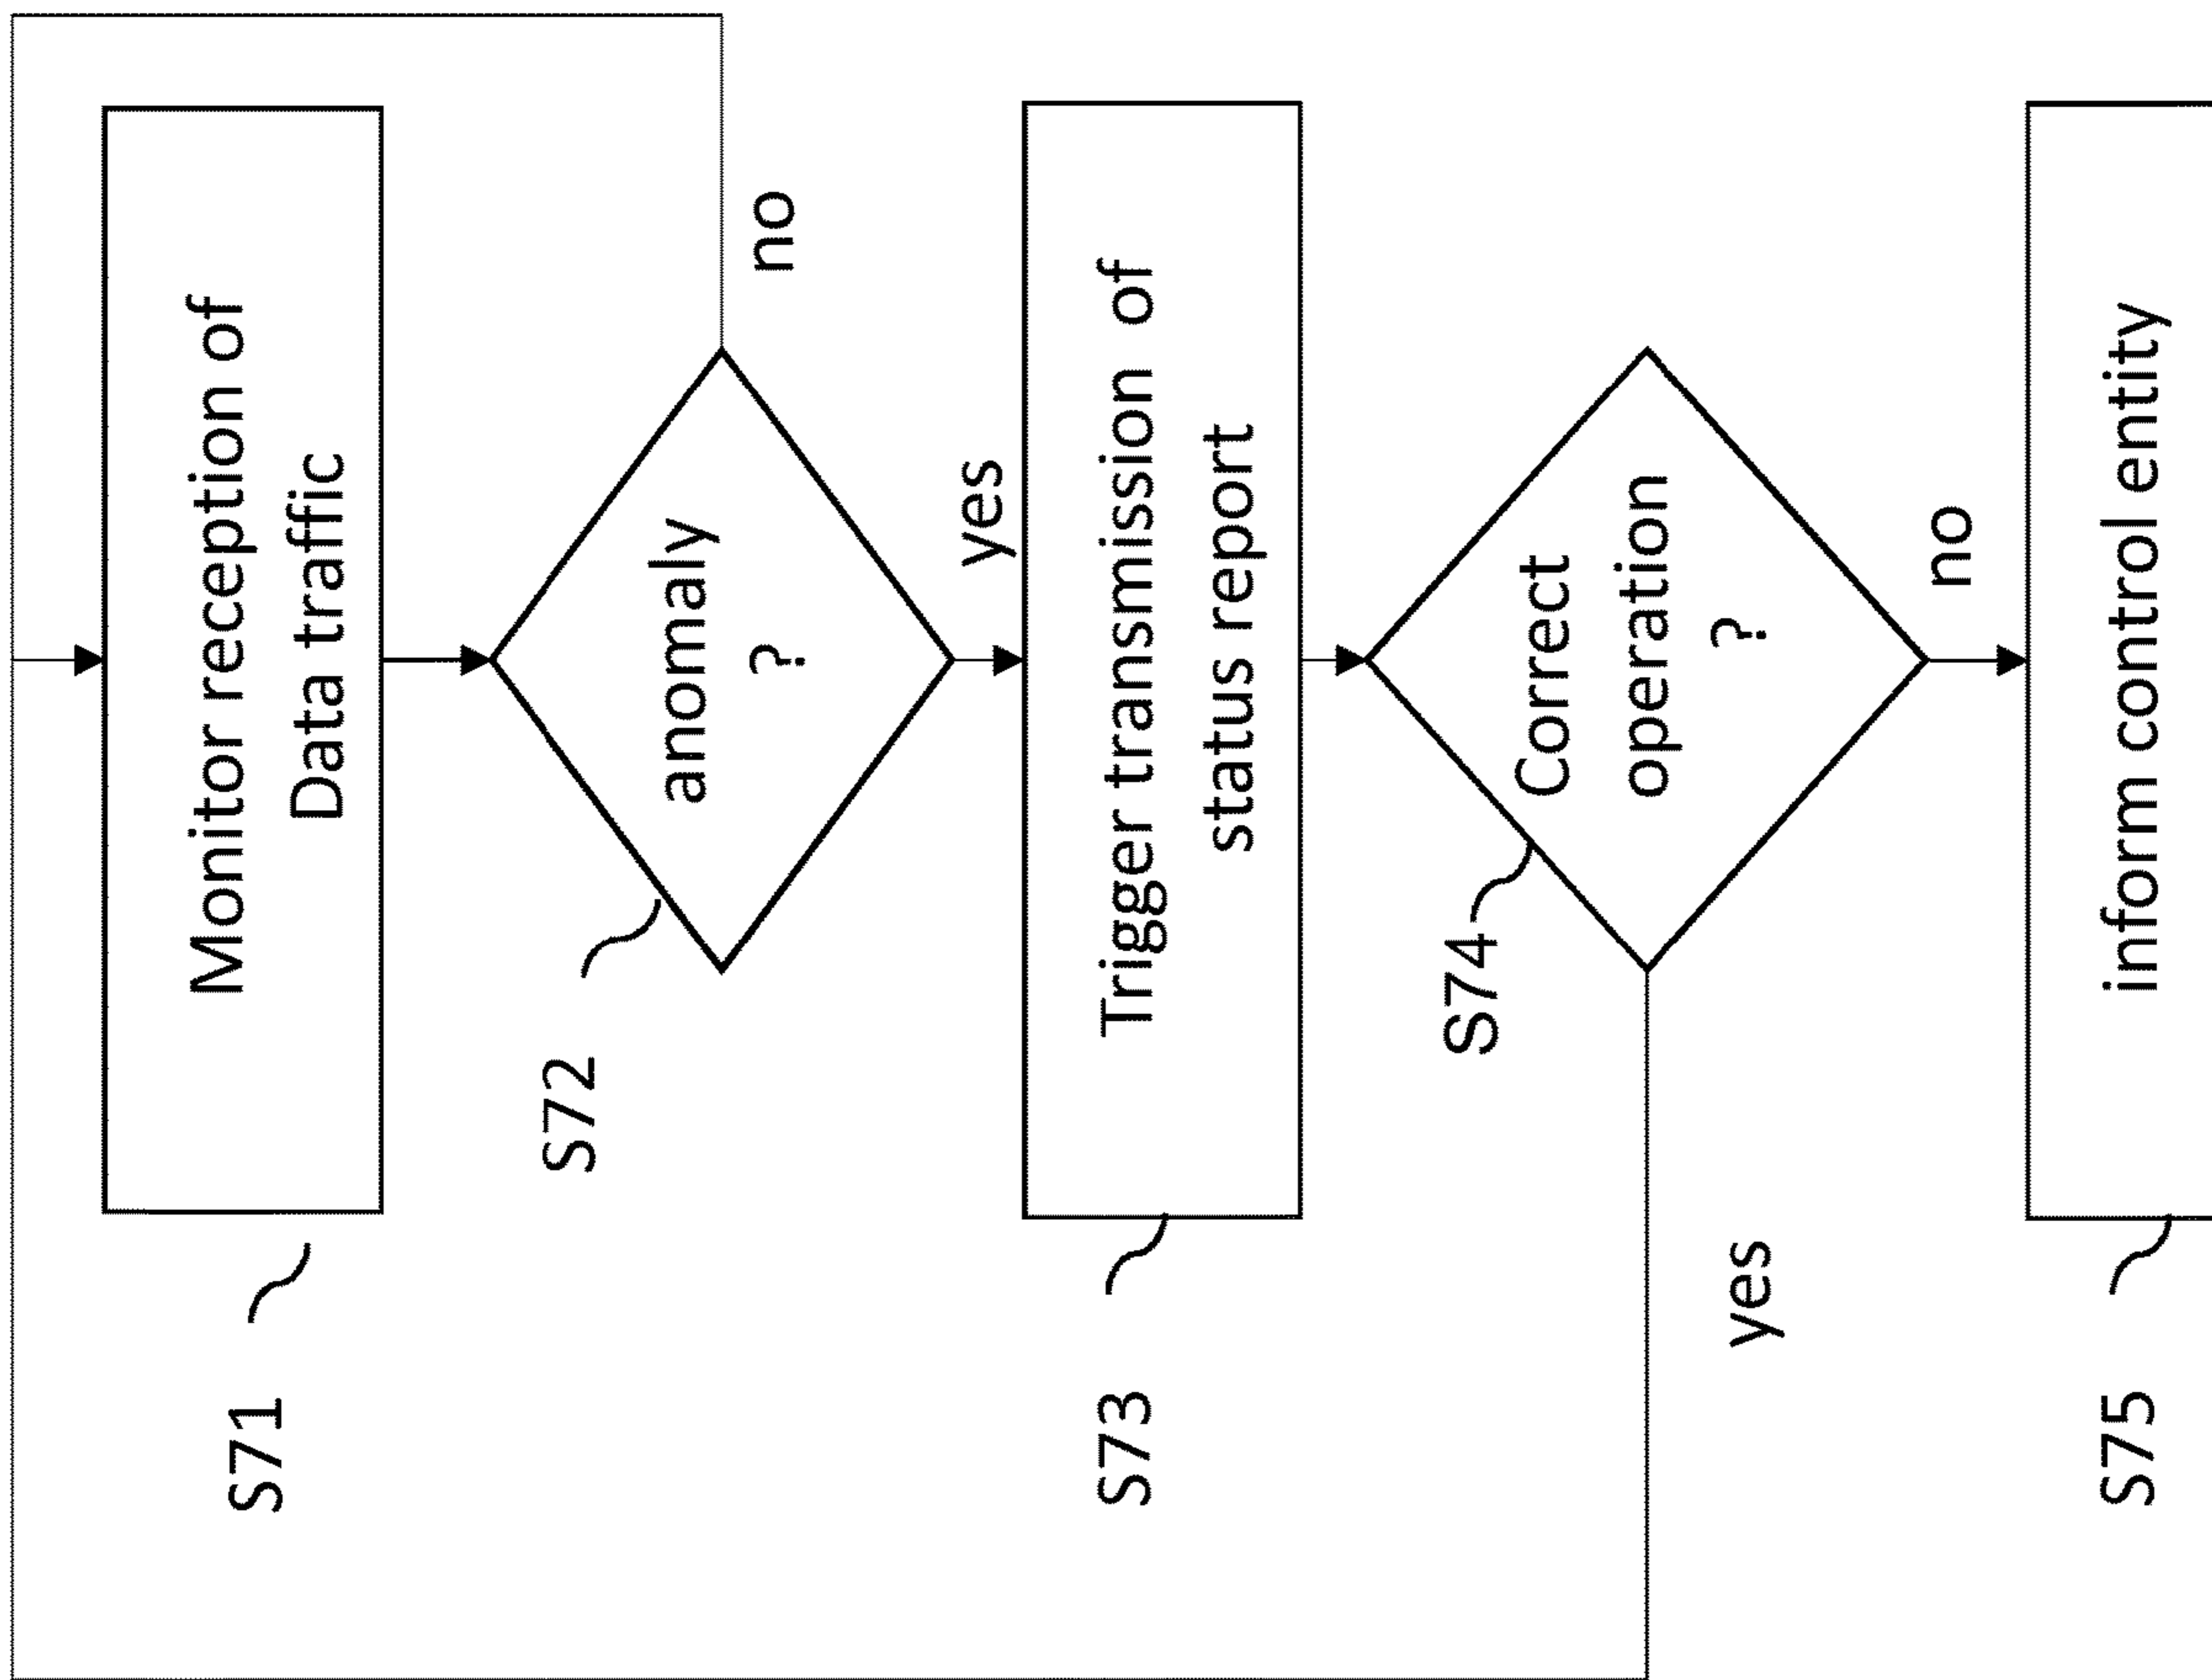 Monitor reception of
Data traffic
S71
anomaly
?
no
S72
yes
Trigger transmission of
status report
S73
Correct
operation
?
S74
yes
no
inform control entity
S75